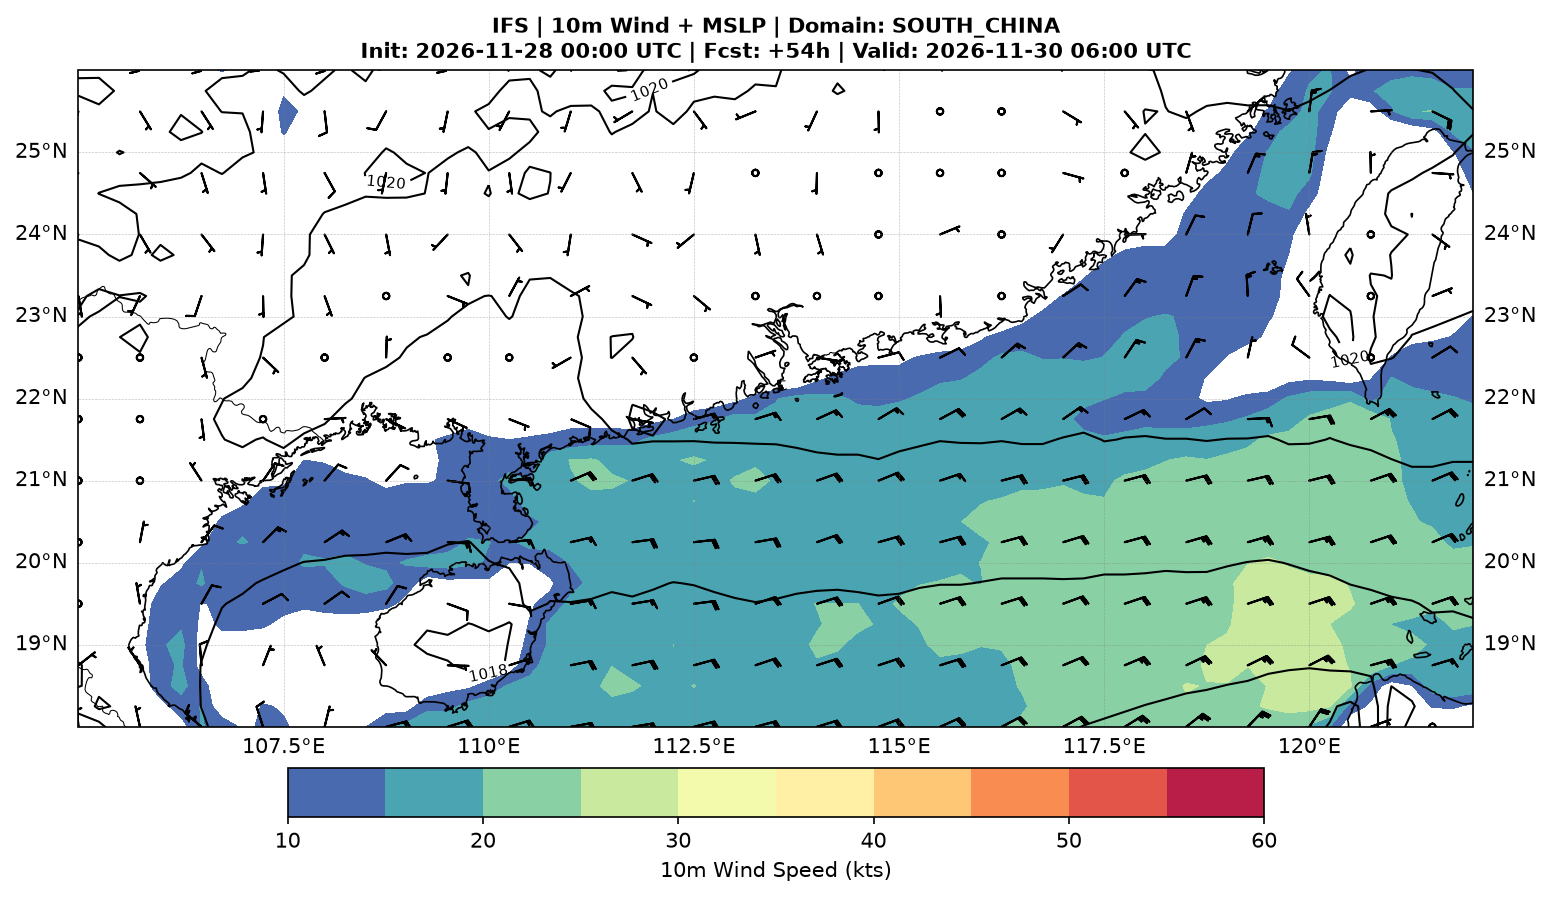 IFS | 10m Wind + MSLP | Domain: SOUTH_CHINA
Init: 2026-11-28 00:00 UTC | Fcst: +54h | Valid: 2026-11-30 06:00 UTC
1020
25°N
25°N
1020
24°N
24°N
23°N
23°N
1020
22°N
22°N
21°N
21°N
20°N
20°N
19°N
19°N
1018
107.5°E
110°E
112.5°E
115°E
117.5°E
120°E
10
20
30
40
50
60
10m Wind Speed (kts)